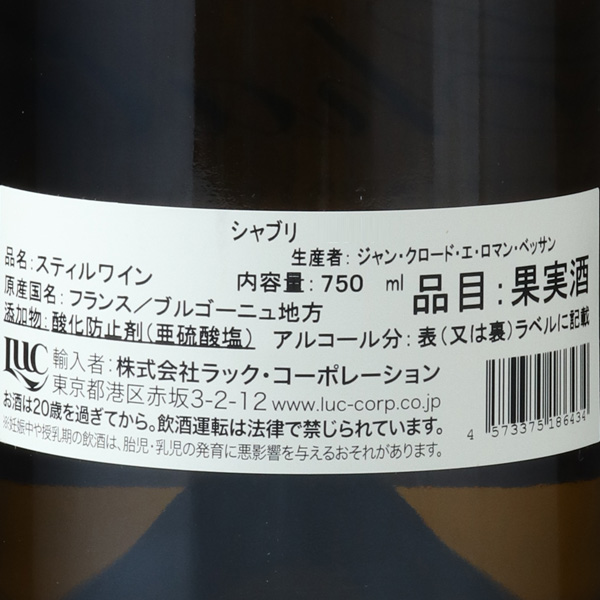 シャブリ
品名：スティルワイン 生産者：ジャン・クロード・エ・ロマン・ベッサン
原産国名：フランス／ブルゴーニュ地方 内容量：750 ml 品目：果実酒
添加物：酸化防止剤（亜硫酸塩） アルコール分：表（又は裏）ラベルに記載
LUC 輸入者：株式会社ラック・コーポレーション
東京都港区赤坂3-2-12 www.luc-corp.co.jp
お酒は20歳を過ぎてから。飲酒運転は法律で禁じられています。
※妊娠中や授乳期の飲酒は、胎児・乳児の発育に悪影響を与えるおそれがあります。
4 573375 186434